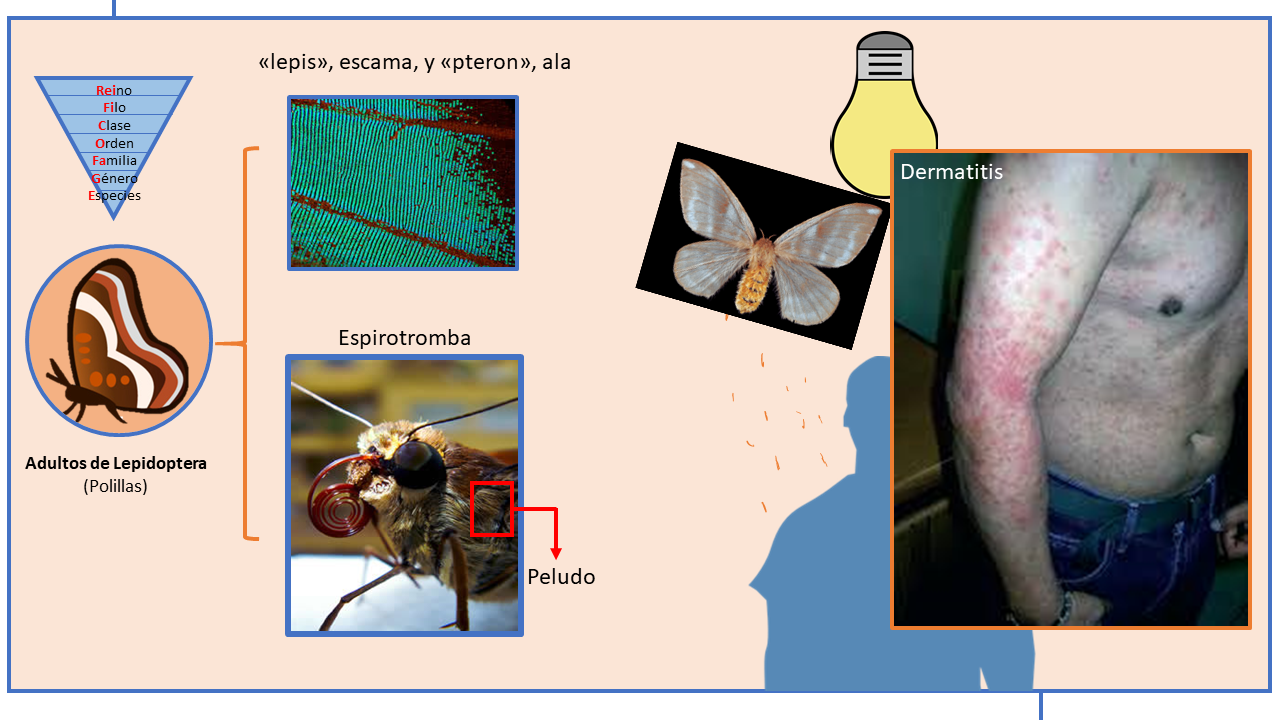 «lepis», escama, y «pteron», ala
Reino
Filo
Clase
Orden
Familia
Género
Especies
Adultos de Lepidoptera
(Polillas)
Espirotromba
Peludo
Dermatitis